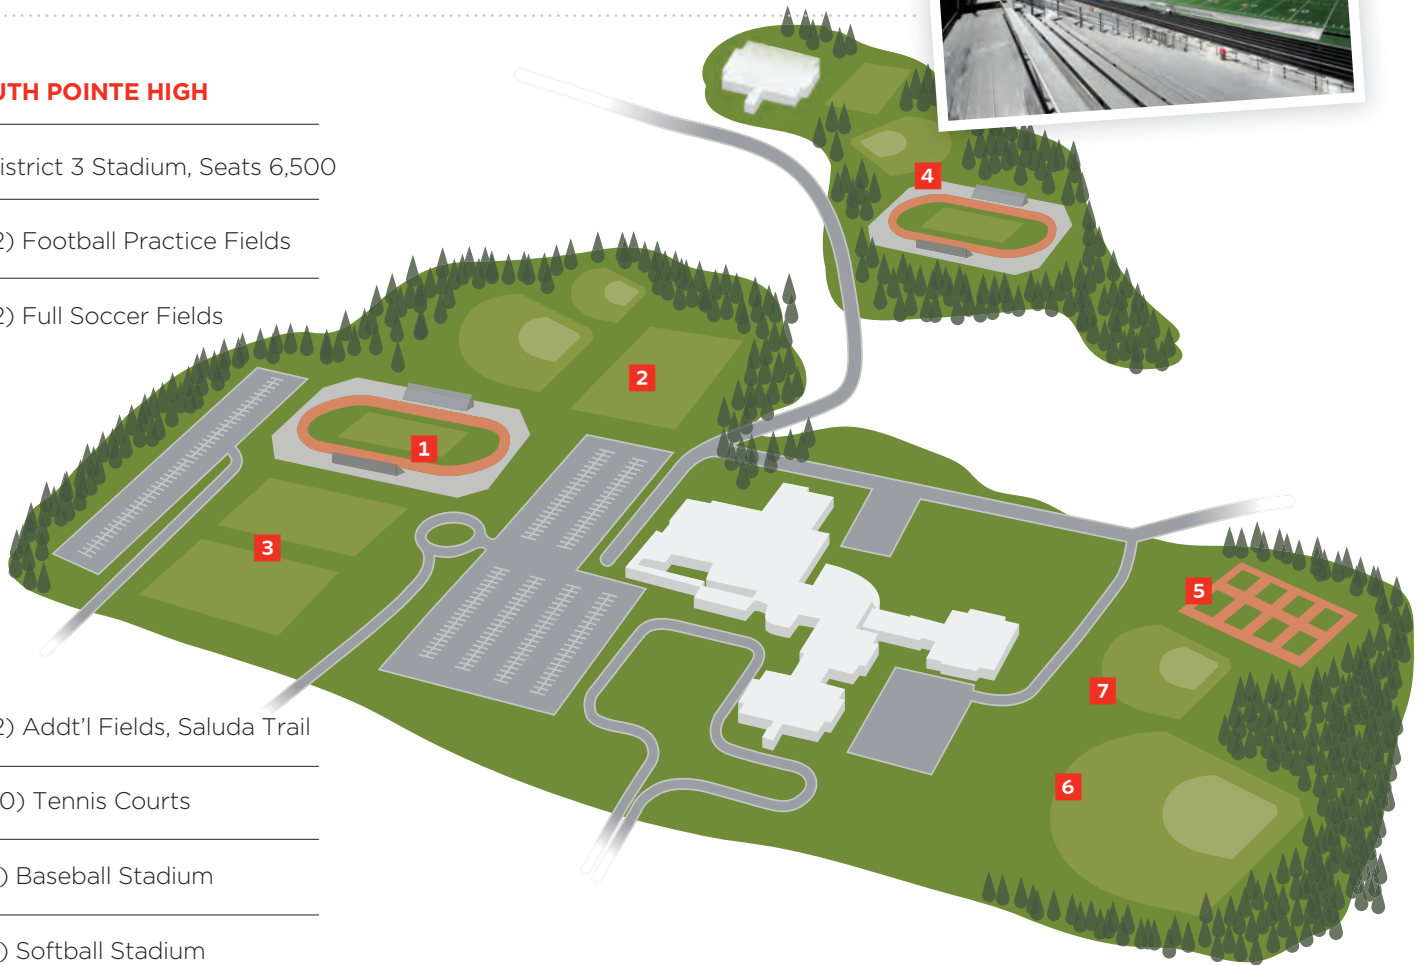 UTH POINTE HIGH
istrict 3 Stadium, Seats 6,500
2) Football Practice Fields
2) Full Soccer Fields
2) Addt'l Fields, Saluda Trail
0) Tennis Courts
) Baseball Stadium
) Softball Stadium
4
2
1
3
5
7
6